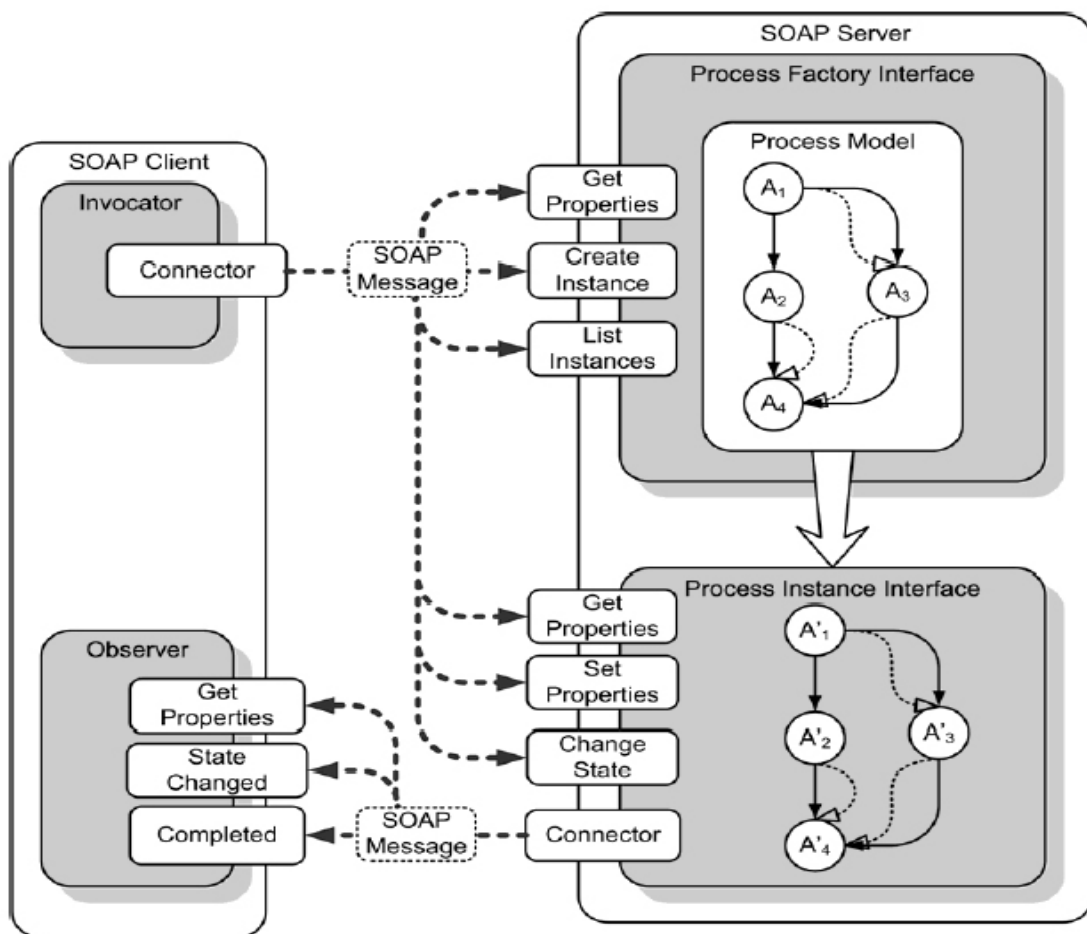 SOAP Server
Process Factory Interface
Process Model
A₁
A₂
A₃
A₄
Get
Properties
Create
Instance
List
Instances
SOAP Client
Invocator
Connector
SOAP
Message
Process Instance Interface
A'₁
A'₂
A'₃
A'₄
Get
Properties
Set
Properties
Change
State
Connector
SOAP
Message
Observer
Get
Properties
State
Changed
Completed